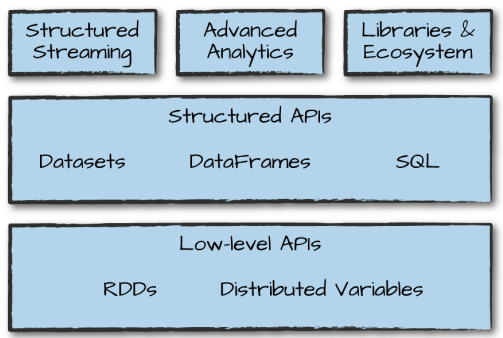 Structured
Streaming
Advanced
Analytics
Libraries &
Ecosystem
Structured APIs
Datasets DataFrames SQL
Low-level APIs
RDDs Distributed Variables